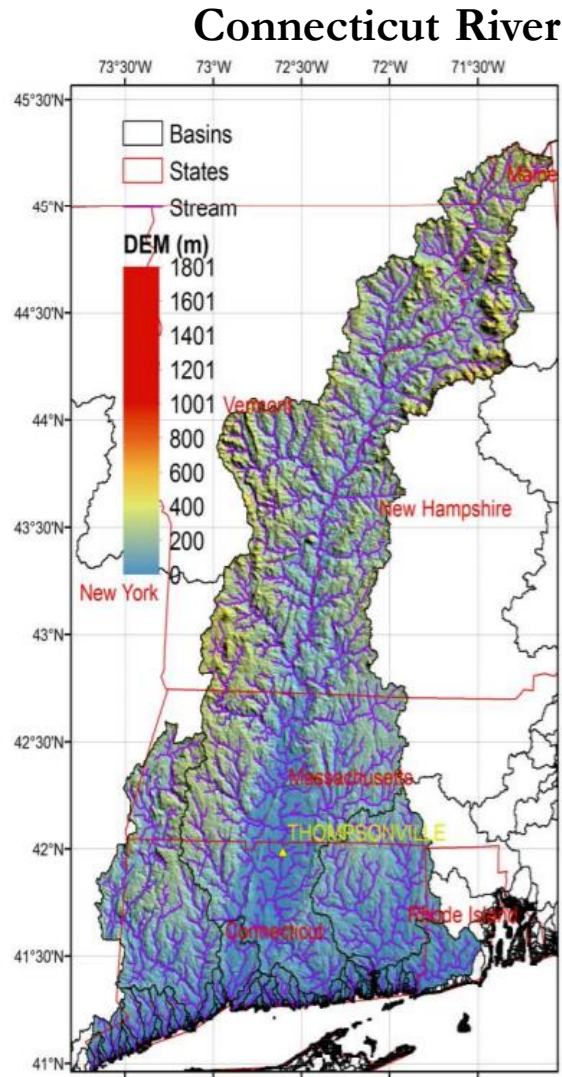 Connecticut River
73°30'W 73°W 72°30'W 72°W 71°30'W
45°30'N
Basins
States
Stream
Maine
45°N
DEM (m)
1801
1601
1401
1201
1001
800
600
400
200
0
44°30'N
44°N
Vermont
43°30'N
New Hampshire
New York
43°N
42°30'N
Massachusetts
THOMPSONVILLE
42°N
Rhode Island
Connecticut
41°30'N
41°N